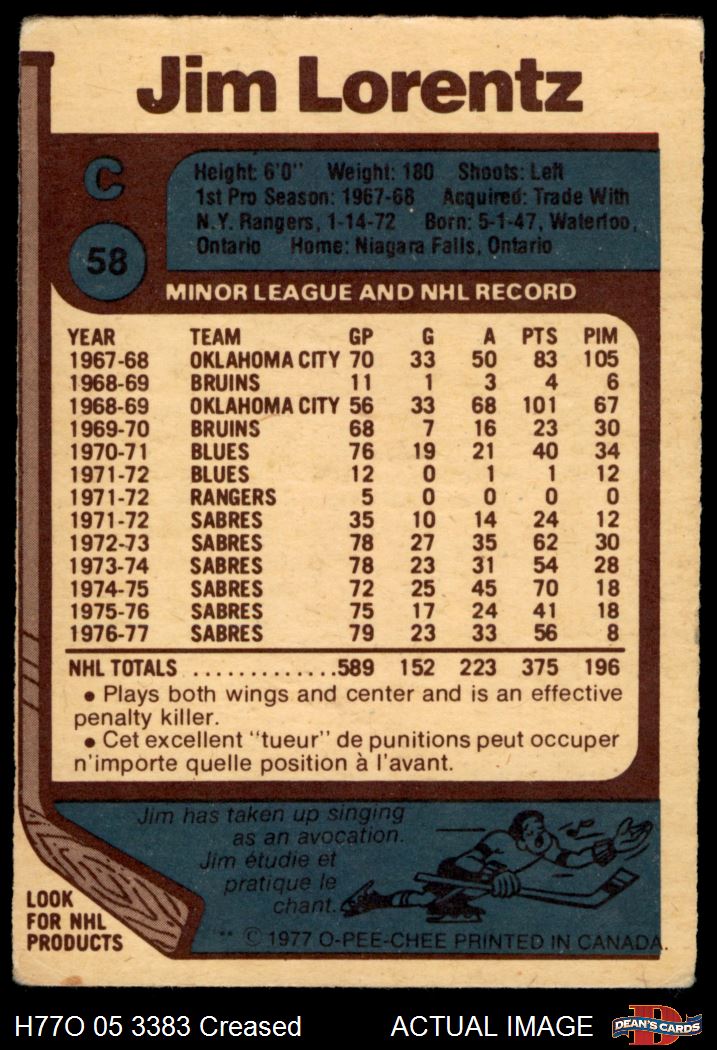 Jim Lorentz
C
58
Height: 6'0" Weight: 180 Shoots: Left
1st Pro Season: 1967-68 Acquired: Trade With
N.Y. Rangers, 1-14-72 Born: 5-1-47, Waterloo,
Ontario Home: Niagara Falls, Ontario
MINOR LEAGUE AND NHL RECORD
YEAR TEAM GP G A PTS PIM
1967-68 OKLAHOMA CITY 70 33 50 83 105
1968-69 BRUINS 11 1 3 4 6
1968-69 OKLAHOMA CITY 56 33 68 101 67
1969-70 BRUINS 68 7 16 23 30
1970-71 BLUES 76 19 21 40 34
1971-72 BLUES 12 0 1 1 12
1971-72 RANGERS 5 0 0 0 0
1971-72 SABRES 35 10 14 24 12
1972-73 SABRES 78 27 35 62 30
1973-74 SABRES 78 23 31 54 28
1974-75 SABRES 72 25 45 70 18
1975-76 SABRES 75 17 24 41 18
1976-77 SABRES 79 23 33 56 8
NHL TOTALS .............589 152 223 375 196
• Plays both wings and center and is an effective
penalty killer.
• Cet excellent "tueur" de punitions peut occuper
n'importe quelle position à l'avant.
Jim has taken up singing
as an avocation.
Jim étudie et
pratique le
chant.
LOOK
FOR NHL
PRODUCTS
** © 1977 O-PEE-CHEE PRINTED IN CANADA.
H77O 05 3383 Creased ACTUAL IMAGE
D
DEAN'S CARDS